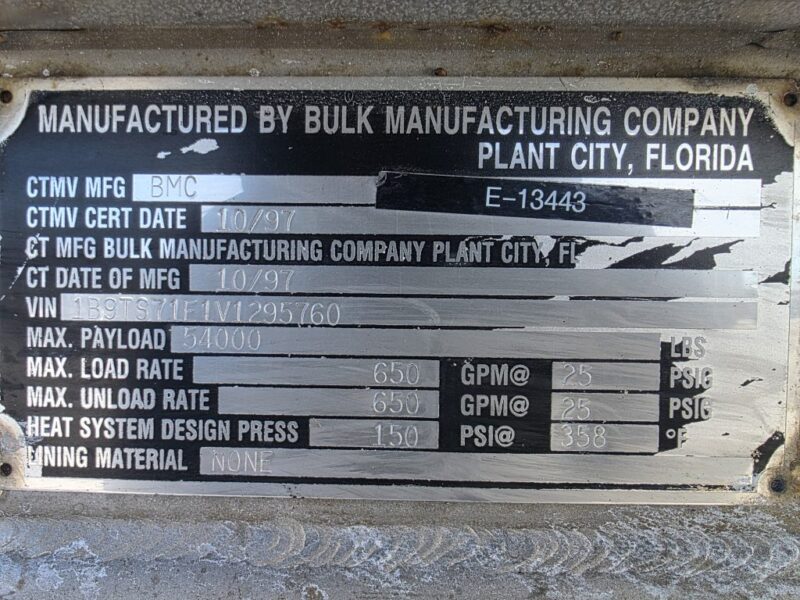 MANUFACTURED BY BULK MANUFACTURING COMPANY
PLANT CITY, FLORIDA
CTMV MFG BMC E-13443
CTMV CERT DATE 10/97
CT MFG BULK MANUFACTURING COMPANY PLANT CITY, FL
CT DATE OF MFG 10/97
VIN 1B9TS71F1V1295760
MAX. PAYLOAD 54000 LBS
MAX. LOAD RATE 650 GPM@ 25 PSIG
MAX. UNLOAD RATE 650 GPM@ 25 PSIG
HEAT SYSTEM DESIGN PRESS 150 PSI@ 358 °F
LINING MATERIAL NONE